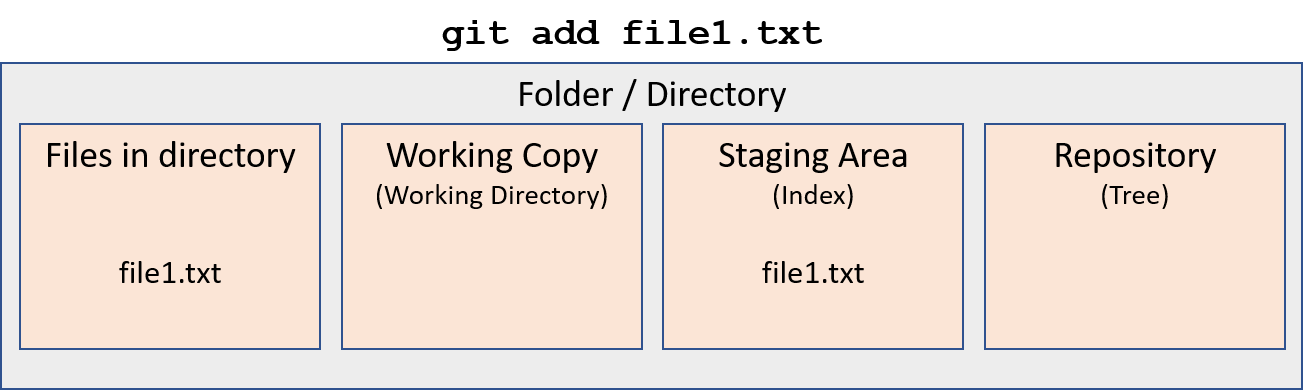 git add file1.txt
Folder / Directory
Files in directory
file1.txt
Working Copy
(Working Directory)
Staging Area
(Index)
file1.txt
Repository
(Tree)